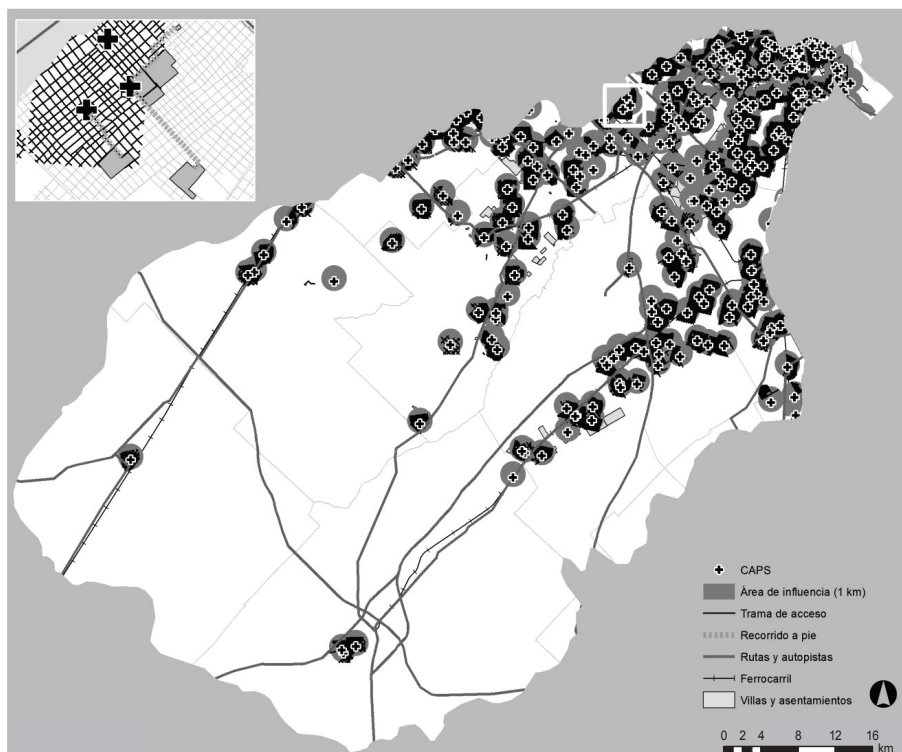 CAPS
Área de influencia (1 km)
Trama de acceso
Recorrido a pie
Rutas y autopistas
Ferrocarril
Villas y asentamientos
0 2 4 8 12 16
km